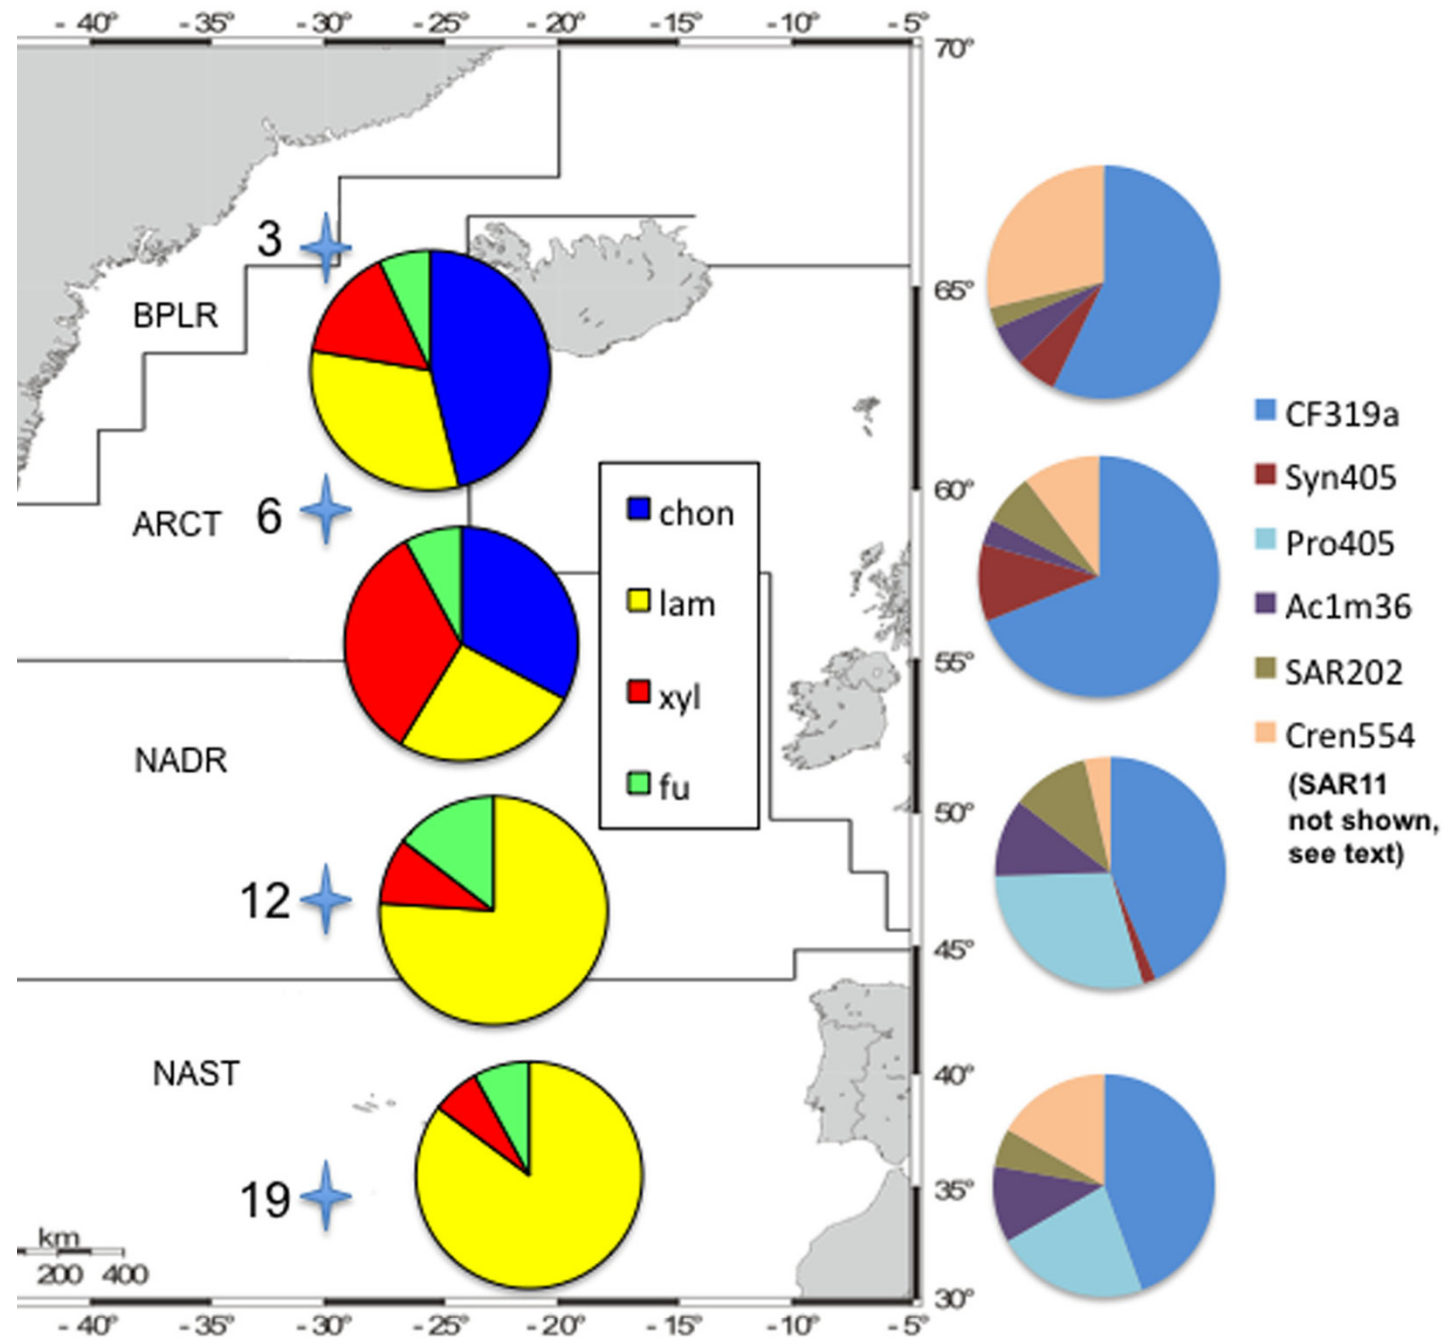 - 40° - 35° - 30° - 25° - 20° - 15° - 10° - 5°
70°
3
65°
BPLR
CF319a
Syn405
60°
ARCT
6
chon
Pro405
lam
Ac1m36
55°
xyl
SAR202
NADR
Cren554
fu
(SAR11
not shown,
see text)
50°
12
45°
NAST
40°
19
35°
km
200 400
30°
- 40° - 35° - 30° - 25° - 20° - 15° - 10° - 5°